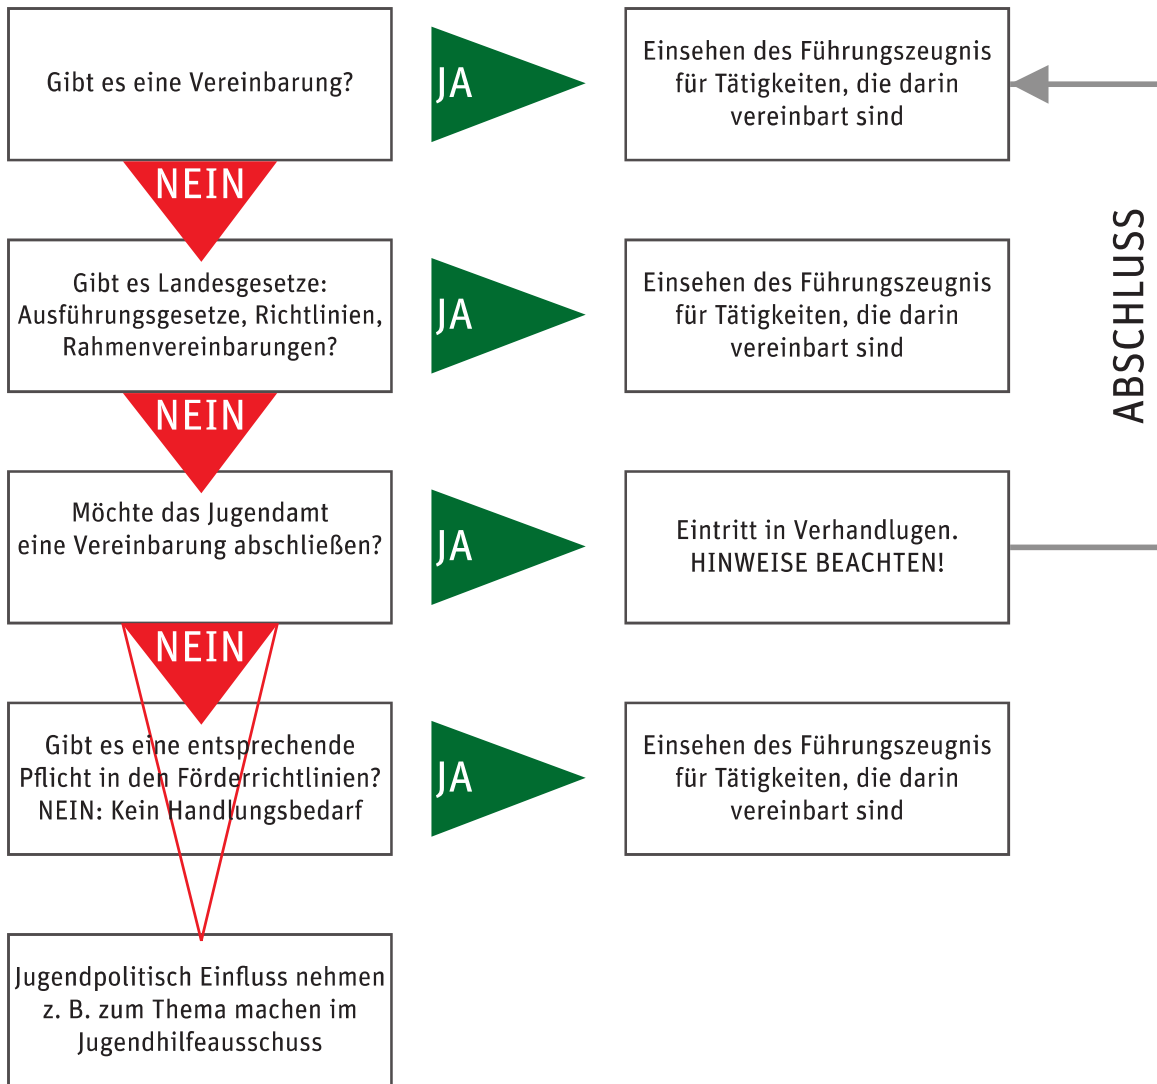 Gibt es eine Vereinbarung?
JA
Einsehen des Führungszeugnis
für Tätigkeiten, die darin
vereinbart sind
NEIN
Gibt es Landesgesetze:
Ausführungsgesetze, Richtlinien,
Rahmenvereinbarungen?
JA
Einsehen des Führungszeugnis
für Tätigkeiten, die darin
vereinbart sind
ABSCHLUSS
NEIN
Möchte das Jugendamt
eine Vereinbarung abschließen?
JA
Eintritt in Verhandlugen.
HINWEISE BEACHTEN!
NEIN
Gibt es eine entsprechende
Pflicht in den Förderrichtlinien?
NEIN: Kein Handlungsbedarf
JA
Einsehen des Führungszeugnis
für Tätigkeiten, die darin
vereinbart sind
Jugendpolitisch Einfluss nehmen
z. B. zum Thema machen im
Jugendhilfeausschuss